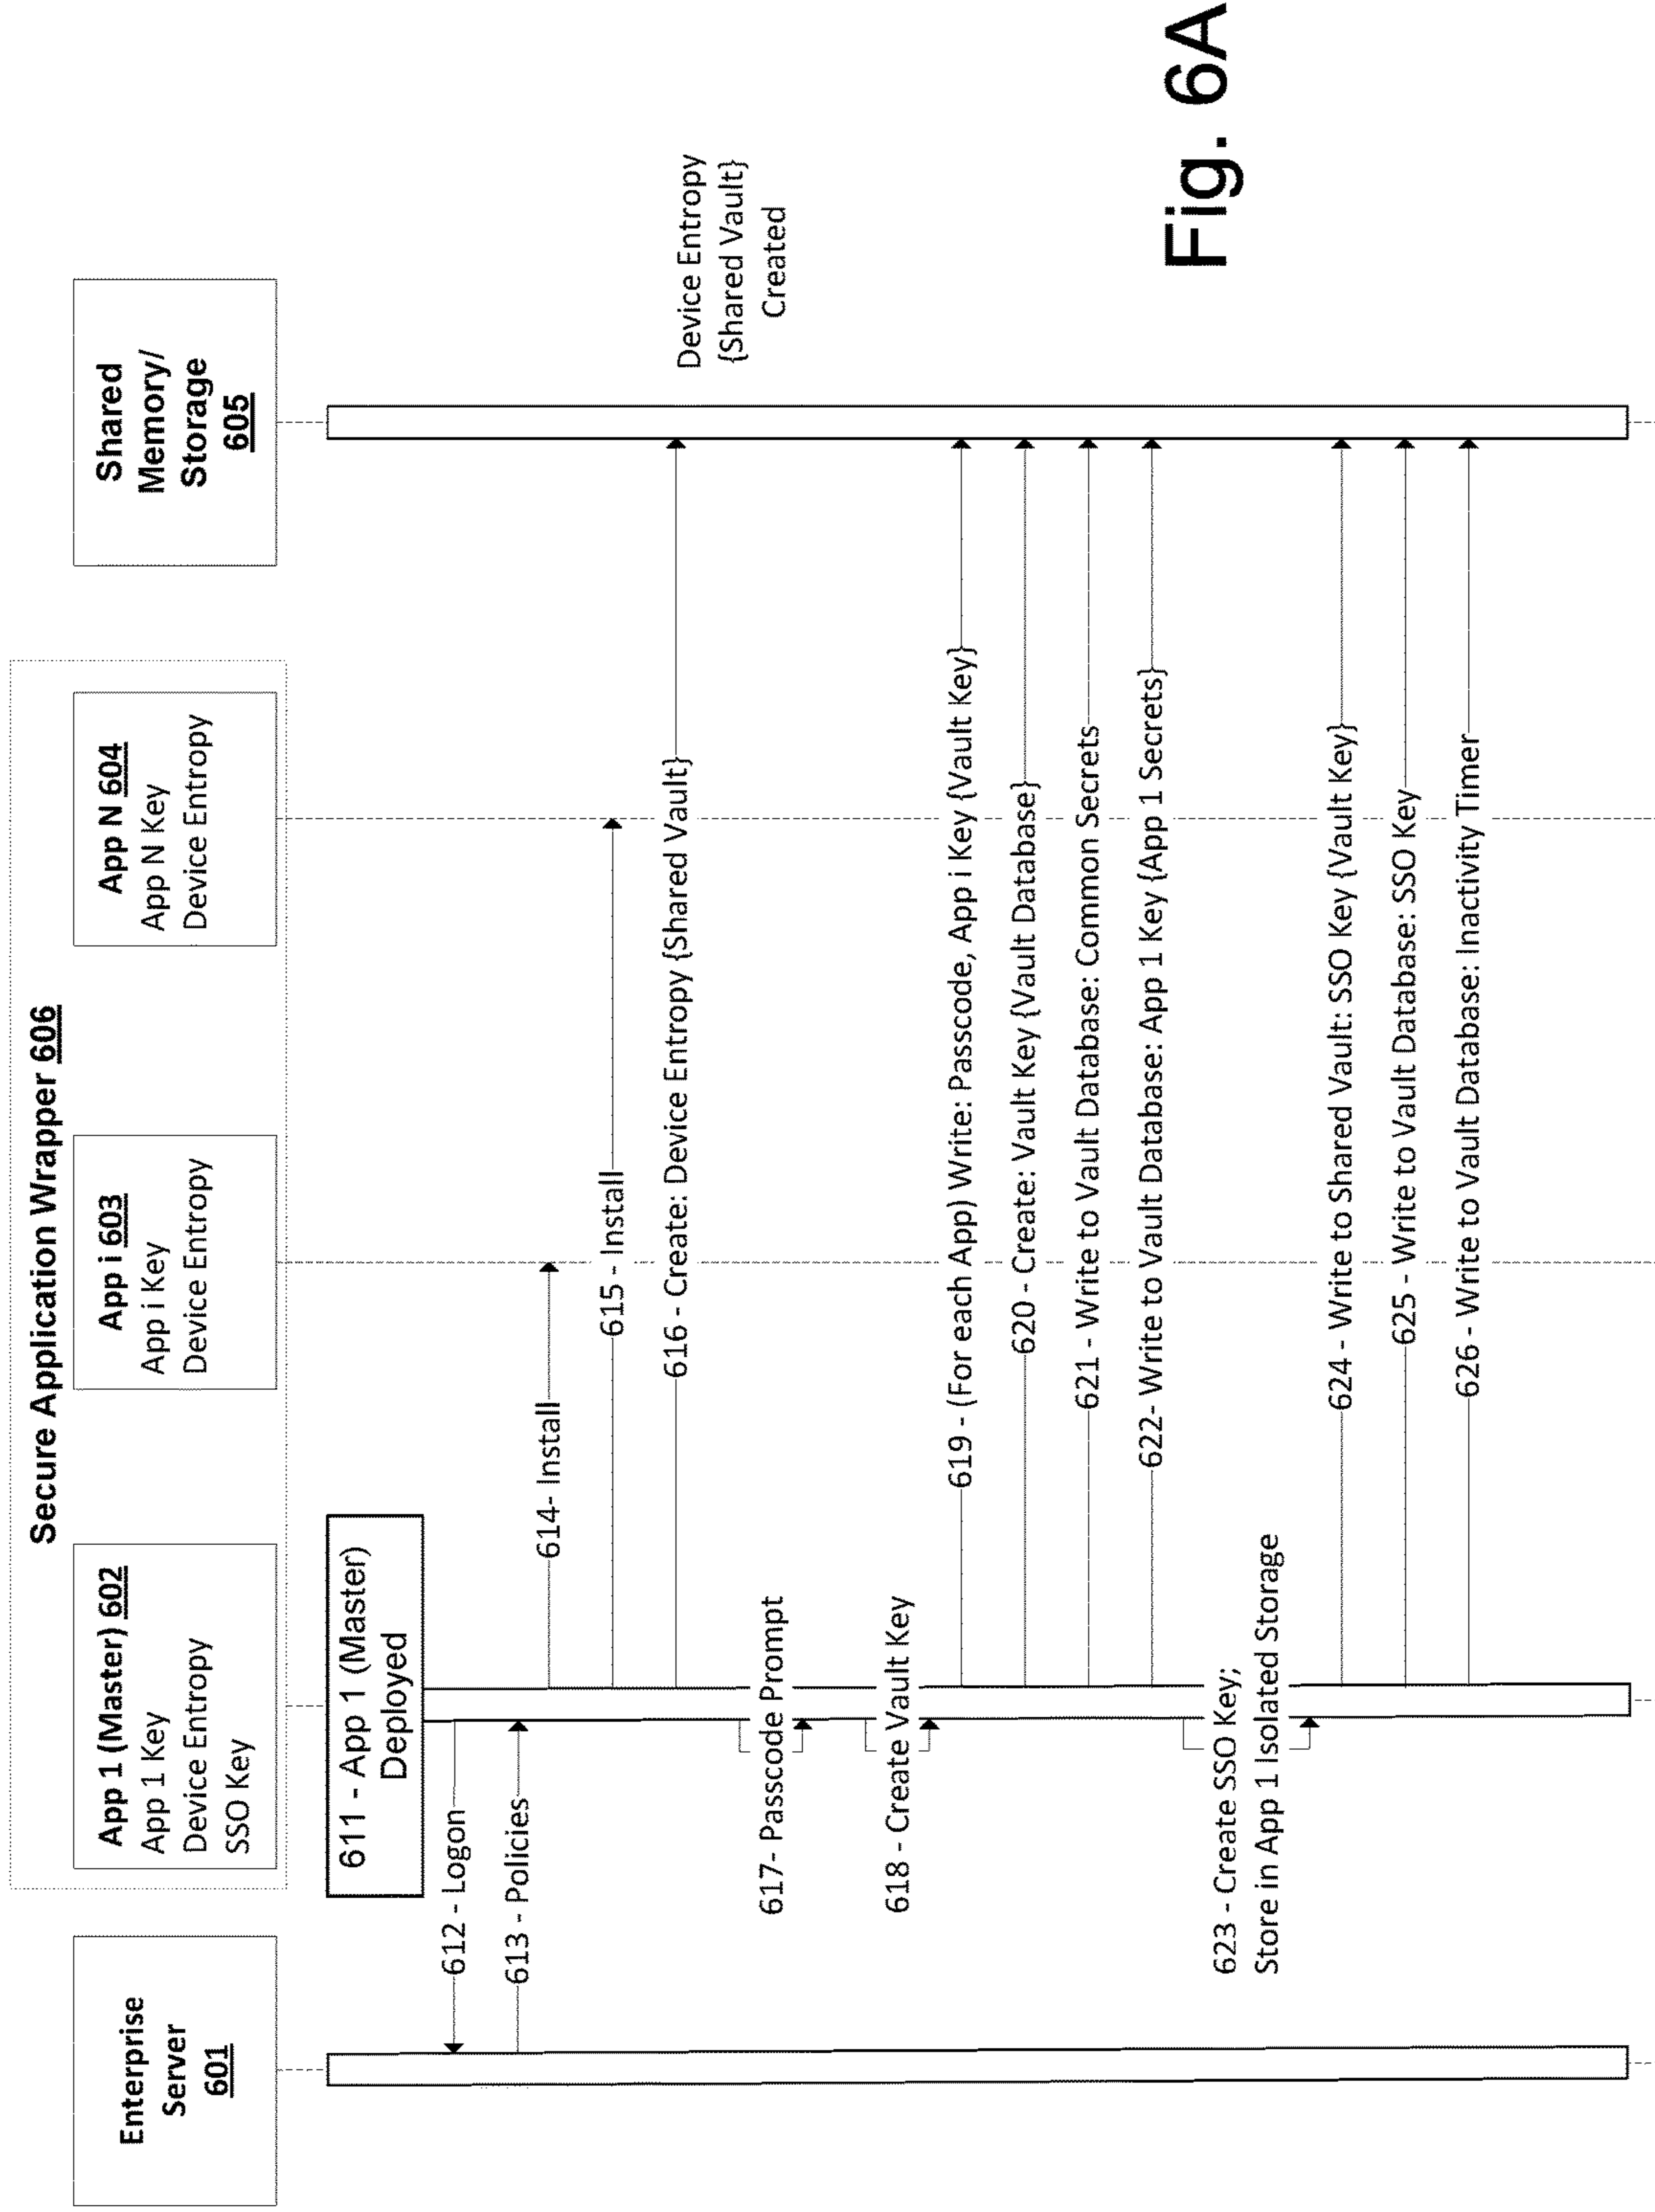 Secure Application Wrapper 606
Enterprise
Server
601
App 1 (Master) 602
App 1 Key
Device Entropy
SSO Key
App i 603
App i Key
Device Entropy
App N 604
App N Key
Device Entropy
Shared
Memory/
Storage
605
611 - App 1 (Master)
Deployed
612 - Logon
613 - Policies
614- Install
615 - Install
616 - Create: Device Entropy {Shared Vault}
Device Entropy
{Shared Vault}
Created
617- Passcode Prompt
618 - Create Vault Key
619 - (For each App) Write: Passcode, App i Key {Vault Key}
620 - Create: Vault Key {Vault Database}
621 - Write to Vault Database: Common Secrets
622- Write to Vault Database: App 1 Key {App 1 Secrets}
623 - Create SSO Key;
Store in App 1 Isolated Storage
624 - Write to Shared Vault: SSO Key {Vault Key}
625 - Write to Vault Database: SSO Key
626 - Write to Vault Database: Inactivity Timer
Fig. 6A